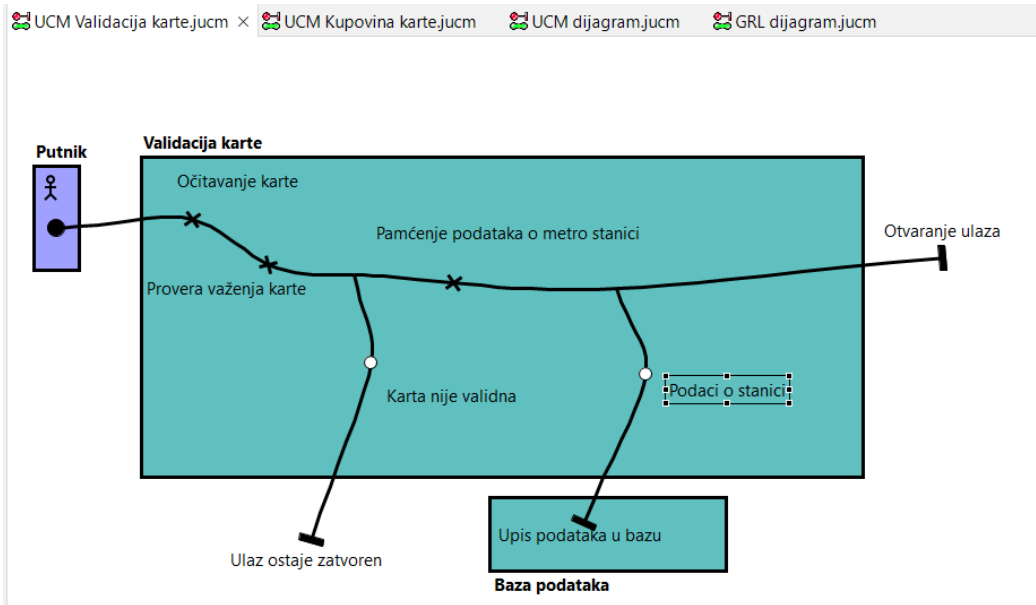 UCM Validacija karte.jucm
UCM Kupovina karte.jucm
UCM dijagram.jucm
GRL dijagram.jucm
Putnik
Validacija karte
Očitavanje karte
Pamćenje podataka o metro stanici
Otvaranje ulaza
Provera važenja karte
Karta nije validna
Podaci o stanici
Ulaz ostaje zatvoren
Upis podataka u bazu
Baza podataka